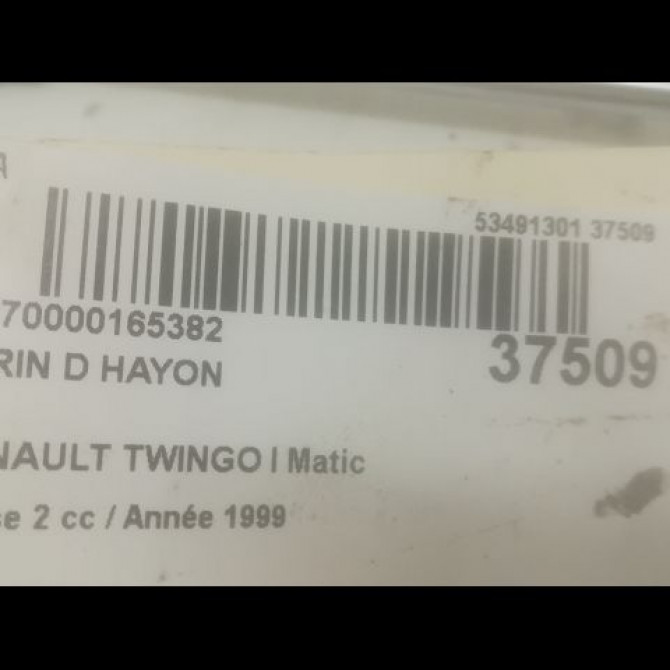 A
53491301 37509
70000165382
37509
RIN D HAYON
NAULT TWINGO I Matic
se 2 cc / Année 1999